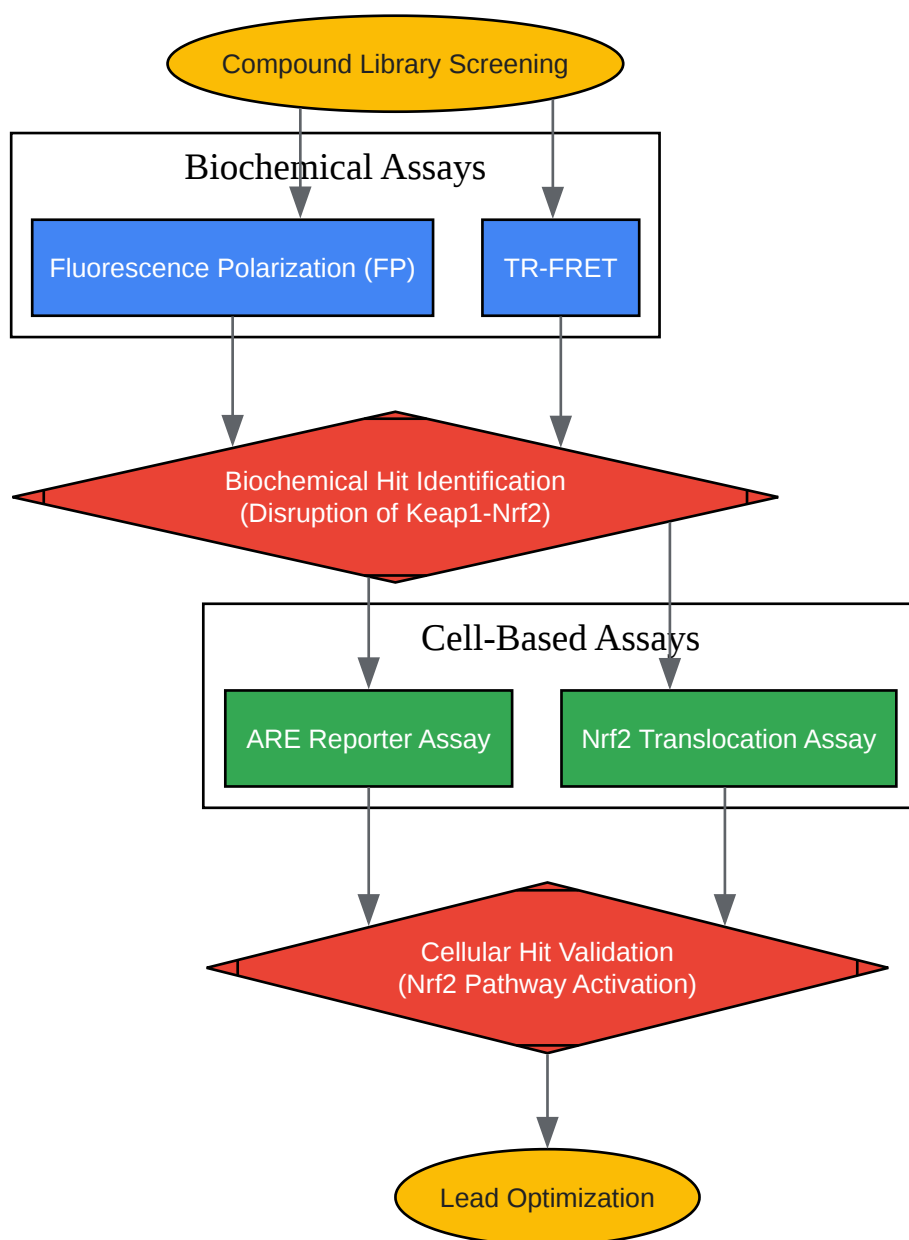 Compound Library Screening
Biochemical Assays
Fluorescence Polarization (FP)
TR-FRET
Biochemical Hit Identification
(Disruption of Keap1-Nrf2)
Cell-Based Assays
ARE Reporter Assay
Nrf2 Translocation Assay
Cellular Hit Validation
(Nrf2 Pathway Activation)
Lead Optimization